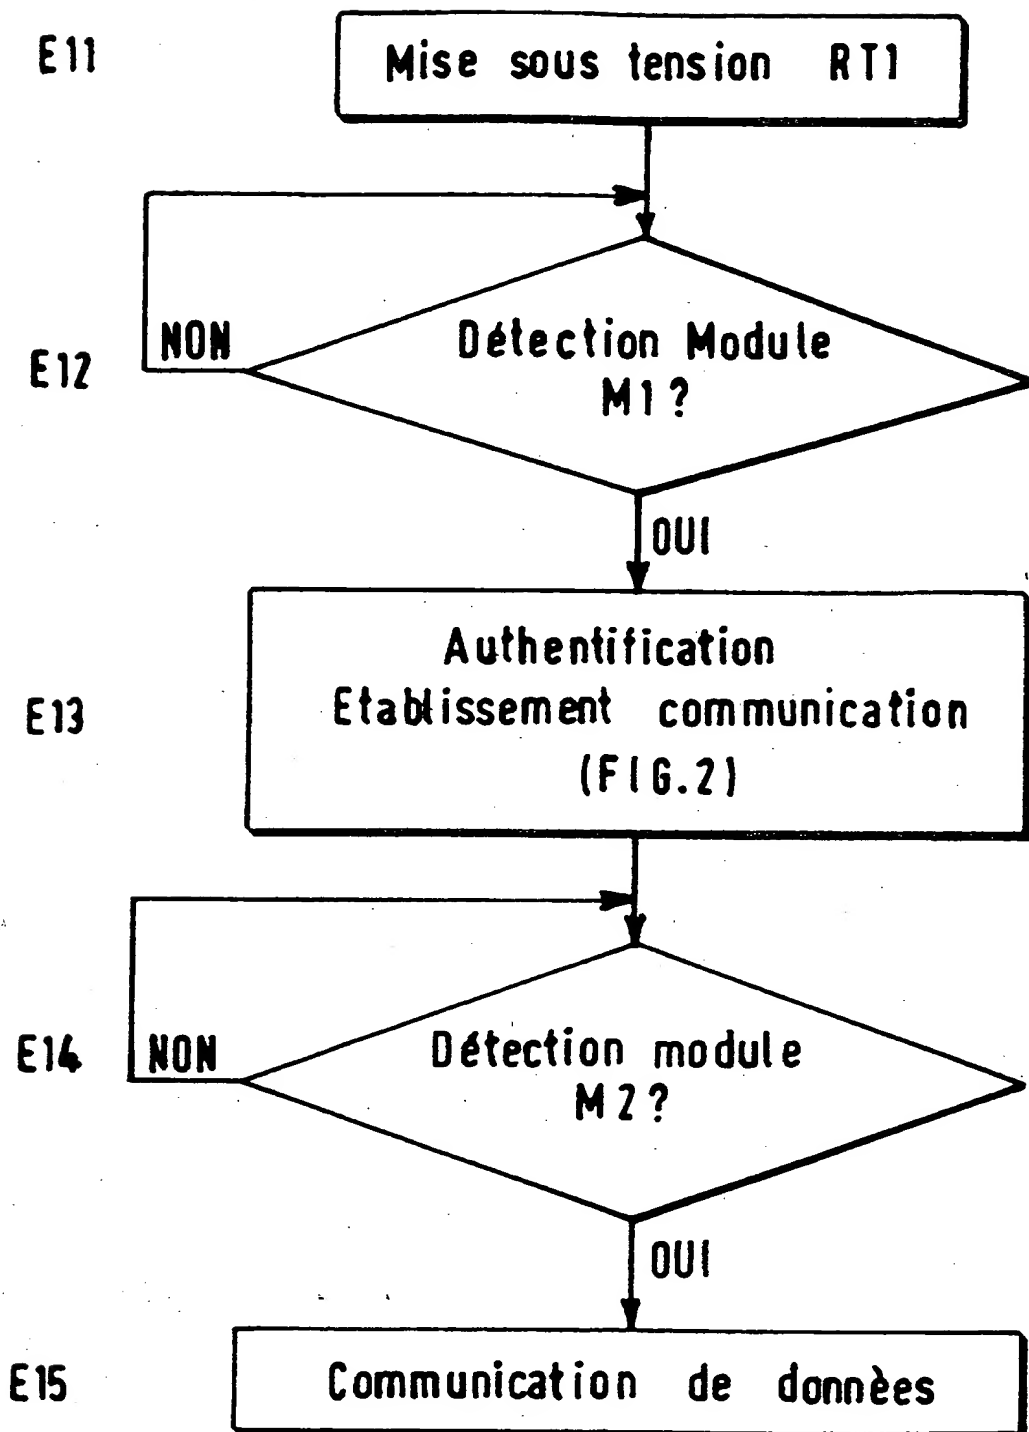 E11
Mise sous tension RT1
NON
E12
Détection Module
M1?
OUI
E13
Authentification
Etablissement communication
(FIG.2)
E14
NON
Détection module
M2?
OUI
E15
Communication de donnèes